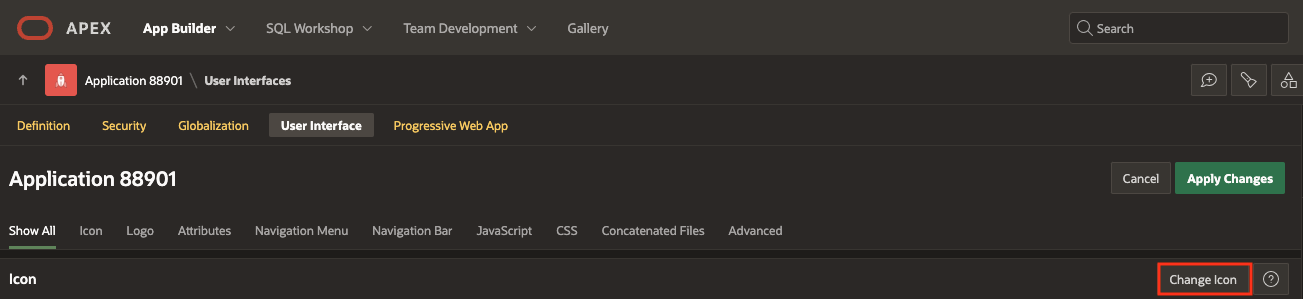 APEX App Builder SQL Workshop Team Development Gallery Search
Application 88901 \ User Interfaces
Definition Security Globalization User Interface Progressive Web App
Application 88901 Cancel Apply Changes
Show All Icon Logo Attributes Navigation Menu Navigation Bar JavaScript CSS Concatenated Files Advanced
Icon Change Icon ?